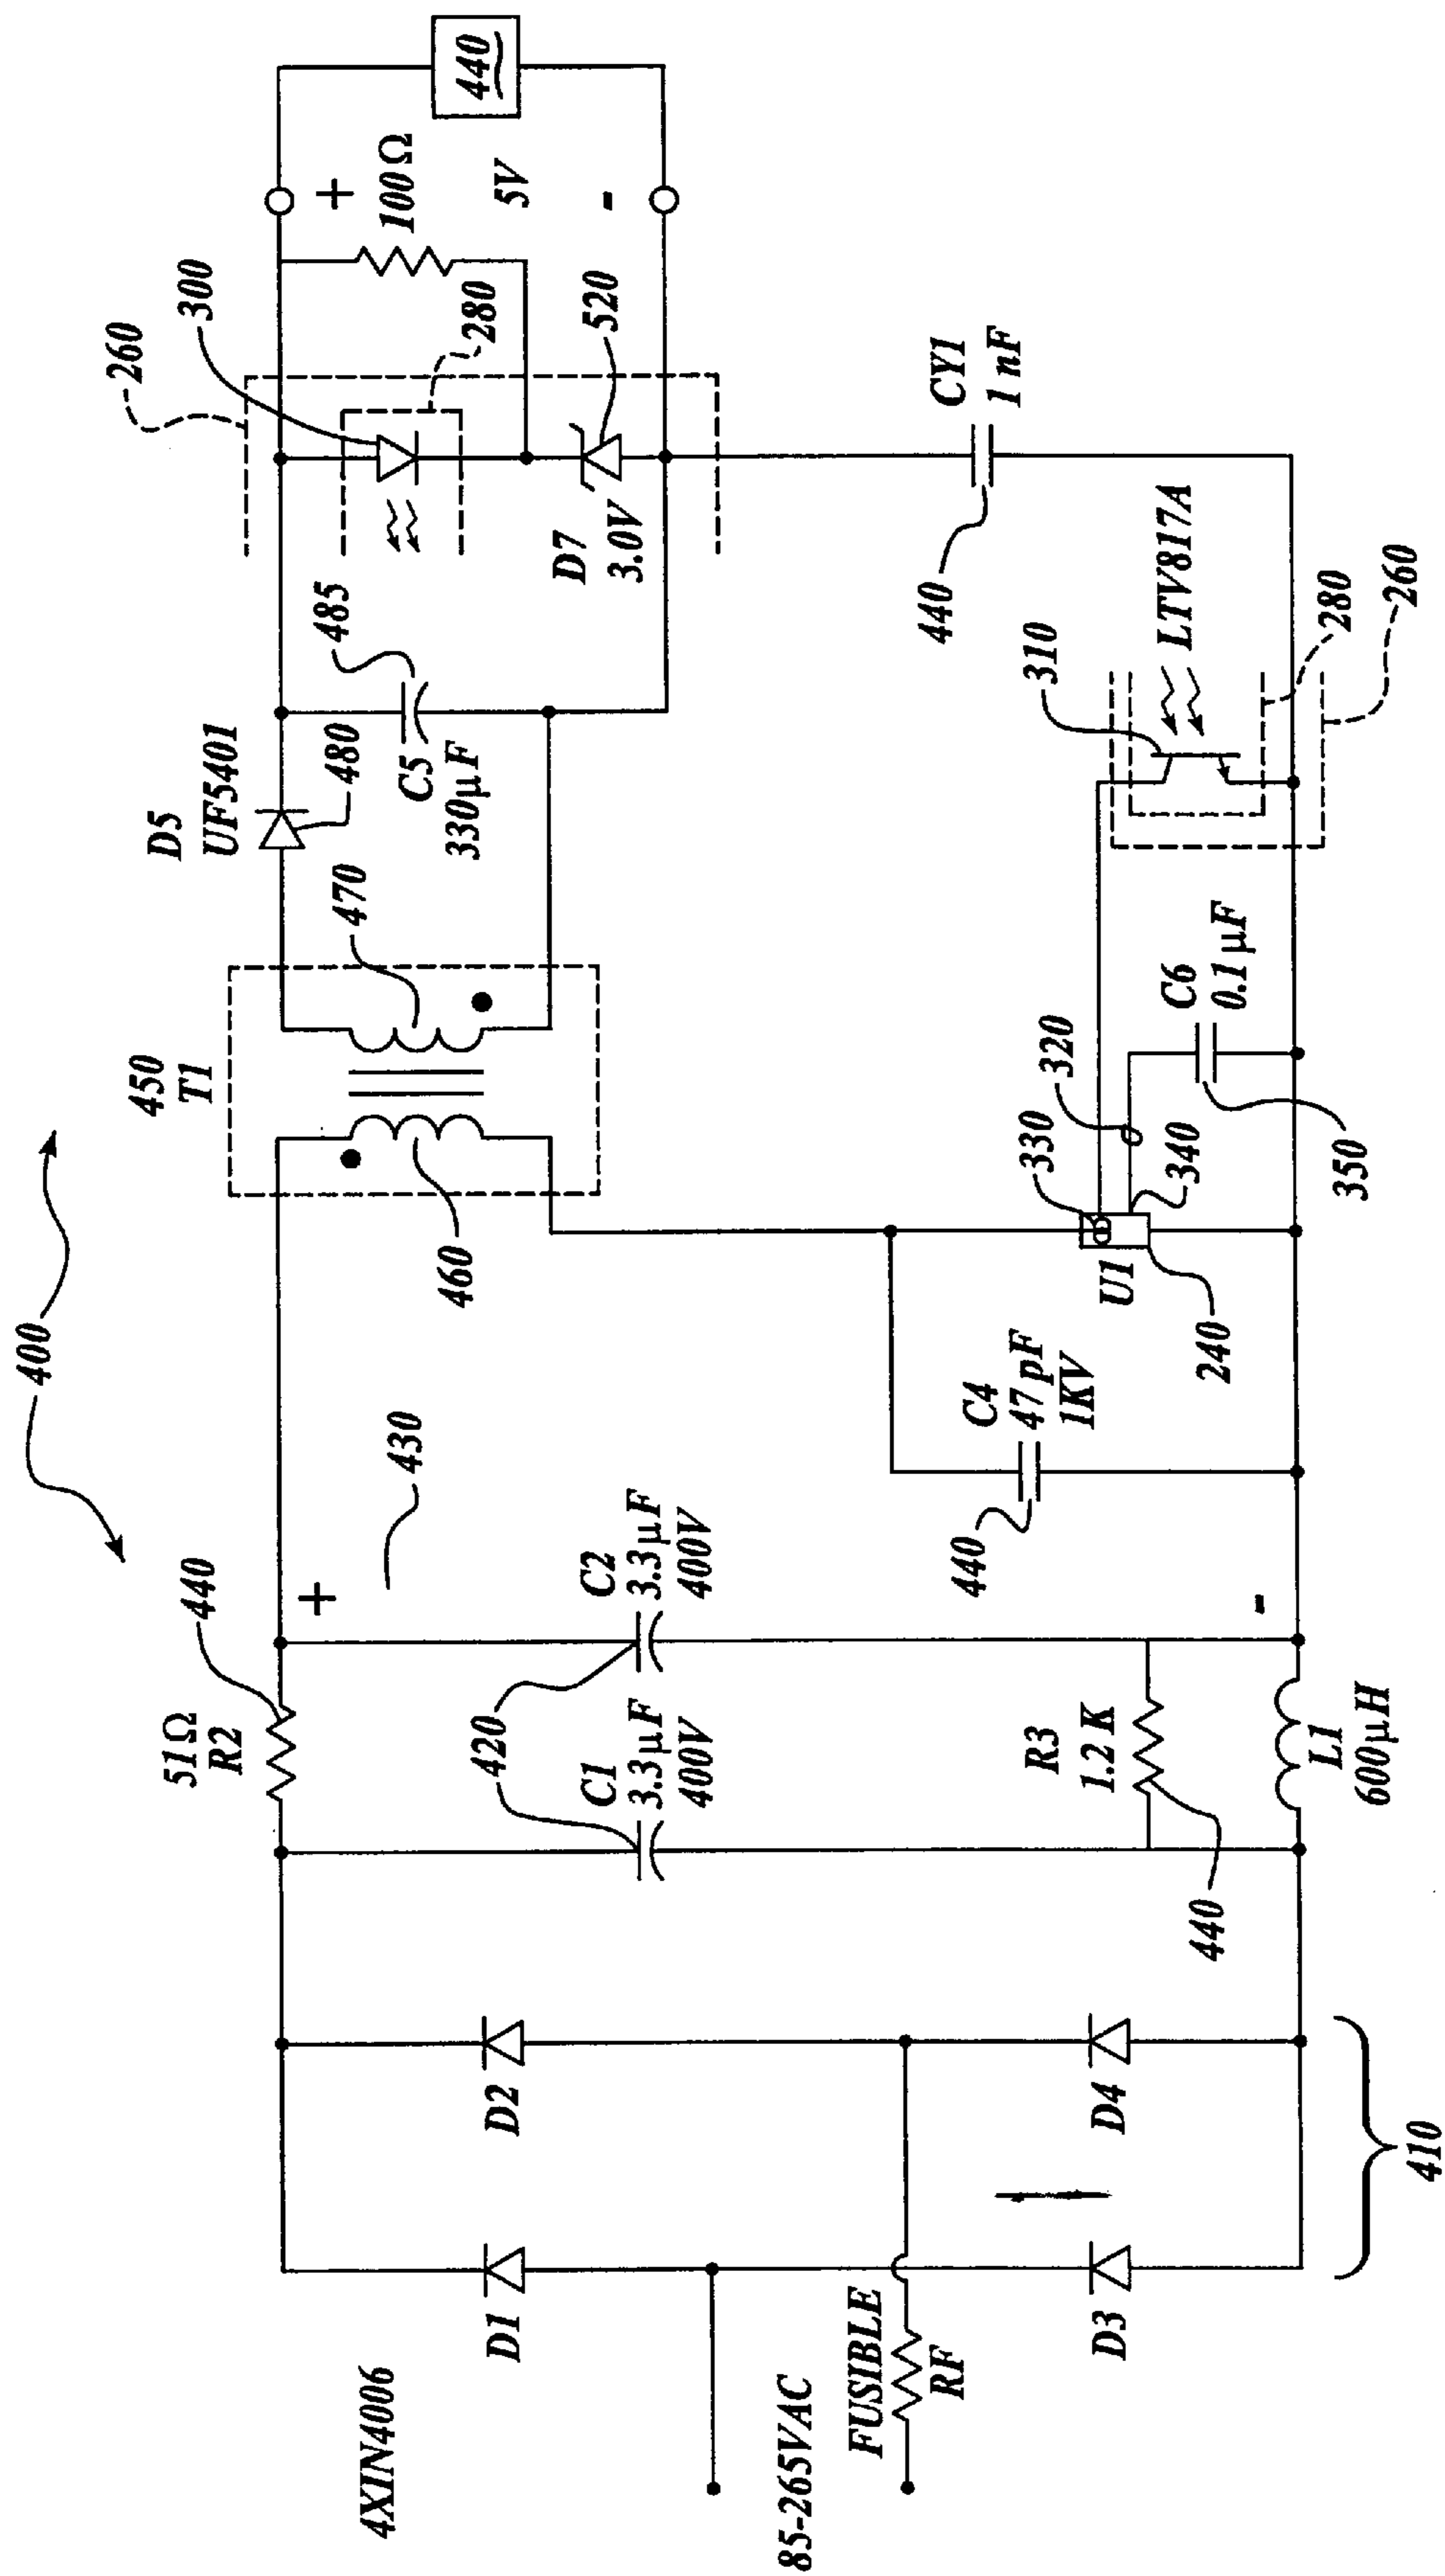 400
4XIN4006
D1
D2
85-265VAC
FUSIBLE
RF
D3
D4
410
51Ω
R2
440
C1
3.3μF
400V
420
C2
3.3μF
400V
R3
1.2 K
440
L1
600μH
+
430
-
450
T1
460
470
C4
47 pF
1KV
440
U1
240
330
320
340
C6
0.1μF
350
D5
UF5401
480
C5
330μF
485
260
300
280
D7
3.0V
520
100Ω
+
5V
-
440
CY1
1 nF
440
310
LTV817A
280
260